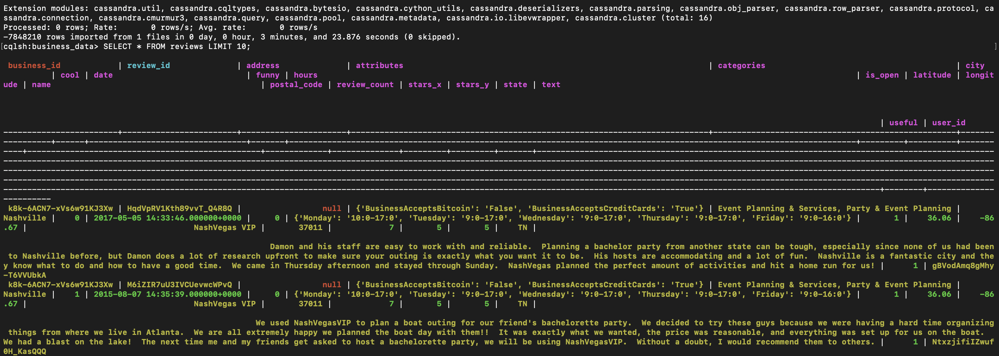 Extension modules: cassandra.util, cassandra.cqltypes, cassandra.bytesio, cassandra.cython_utils, cassandra.deserializers, cassandra.parsing, cassandra.obj_parser, cassandra.row_parser, cassandra.protocol, ca
ssandra.connection, cassandra.cmurmur3, cassandra.query, cassandra.pool, cassandra.metadata, cassandra.io.libevwrapper, cassandra.cluster (total: 16)
Processed: 0 rows; Rate:       0 rows/s; Avg. rate:       0 rows/s
-7848210 rows imported from 1 files in 0 day, 0 hour, 3 minutes, and 23.876 seconds (0 skipped).
[cqlsh:business_data> SELECT * FROM reviews LIMIT 10; ]
business_id | review_id | address | attributes | categories | city
| cool | date | funny | hours | is_open | latitude | longit
ude | name | postal_code | review_count | stars_x | stars_y | state | text
| useful | user_id
k8k-6ACN7-xVs6w91KJ3Xw | HqdVpRV1Kth89vvT_Q4R8Q | null | {'BusinessAcceptsBitcoin': 'False', 'BusinessAcceptsCreditCards': 'True'} | Event Planning & Services, Party & Event Planning |
Nashville | 0 | 2017-05-05 14:33:46.000000+0000 | 0 | {'Monday': '10:0-17:0', 'Tuesday': '9:0-17:0', 'Wednesday': '9:0-17:0', 'Thursday': '9:0-17:0', 'Friday': '9:0-16:0'} | 1 | 36.06 | -86
.67 | NashVegas VIP | 37011 | 7 | 5 | 5 | TN |
Damon and his staff are easy to work with and reliable.  Planning a bachelor party from another state can be tough, especially since none of us had been
to Nashville before, but Damon does a lot of research upfront to make sure your outing is exactly what you want it to be.  His hosts are accommodating and a lot of fun.  Nashville is a fantastic city and the
y know what to do and how to have a good time.  We came in Thursday afternoon and stayed through Sunday.  NashVegas planned the perfect amount of activities and hit a home run for us! | 1 | gBVodAmq8gMhy
-T6VVUbkA
k8k-6ACN7-xVs6w91KJ3Xw | M6iZIR7uU3IVCUevwcWPvQ | null | {'BusinessAcceptsBitcoin': 'False', 'BusinessAcceptsCreditCards': 'True'} | Event Planning & Services, Party & Event Planning |
Nashville | 1 | 2015-08-07 14:35:39.000000+0000 | 0 | {'Monday': '10:0-17:0', 'Tuesday': '9:0-17:0', 'Wednesday': '9:0-17:0', 'Thursday': '9:0-17:0', 'Friday': '9:0-16:0'} | 1 | 36.06 | -86
.67 | NashVegas VIP | 37011 | 7 | 5 | 5 | TN |
We used NashVegasVIP to plan a boat outing for our friend's bachelorette party.  We decided to try these guys because we were having a hard time organizing
things from where we live in Atlanta.  We are all extremely happy we planned the boat day with them!!  It was exactly what we wanted, the price was reasonable, and everything was set up for us on the boat.
We had a blast on the lake!  The next time me and my friends get asked to host a bachelorette party, we will be using NashVegasVIP.  Without a doubt, I would recommend them to others. | 1 | NtxzjifiIZwuf
0H_KasQQQ